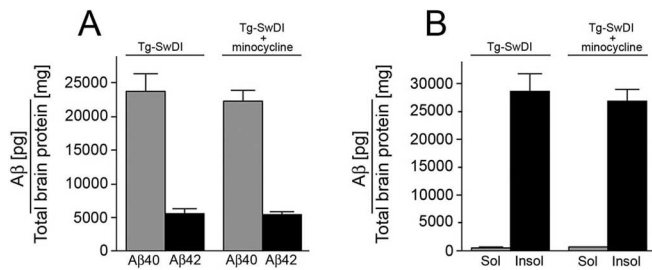 A
Tg-SwDI
Tg-SwDI
+
minocycline
Aβ [pg]
Total brain protein [mg]
25000
20000
15000
10000
5000
0
Aβ40 Aβ42 Aβ40 Aβ42
B
Tg-SwDI
Tg-SwDI
+
minocycline
Aβ [pg]
Total brain protein [mg]
30000
25000
20000
15000
10000
5000
0
Sol Insol Sol Insol